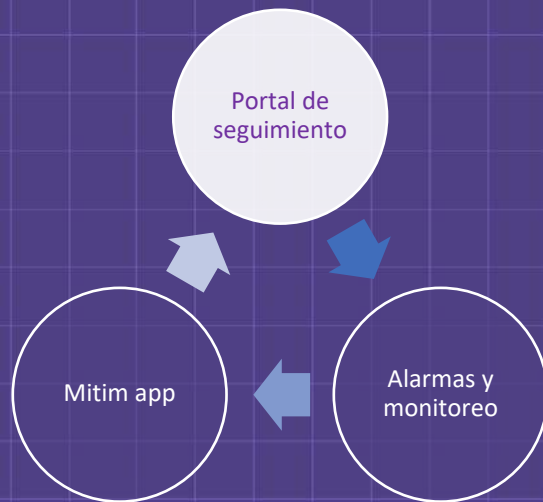 Portal de
seguimiento
Mitim app
Alarmas y
monitoreo